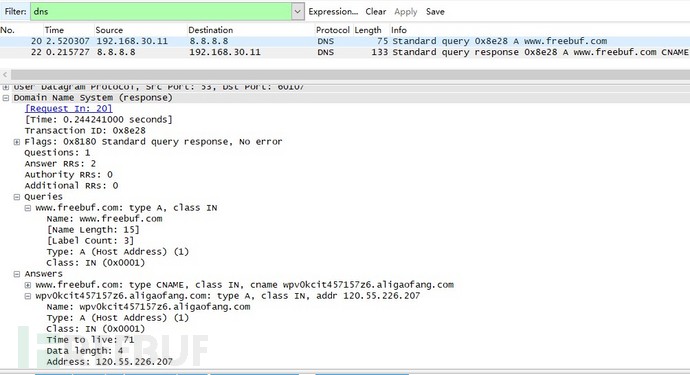 Filter: dns Expression... Clear Apply Save
No. Time Source Destination Protocol Length Info
20 2.520307 192.168.30.11 8.8.8.8 DNS 75 Standard query 0x8e28 A www.freebuf.com
22 0.215727 8.8.8.8 192.168.30.11 DNS 133 Standard query response 0x8e28 A www.freebuf.com CNAME
User Datagram Protocol, Src Port: 53, Dst Port: 60107
Domain Name System (response)
[Request In: 20]
[Time: 0.244241000 seconds]
Transaction ID: 0x8e28
Flags: 0x8180 Standard query response, No error
Questions: 1
Answer RRs: 2
Authority RRs: 0
Additional RRs: 0
Queries
www.freebuf.com: type A, class IN
Name: www.freebuf.com
[Name Length: 15]
[Label Count: 3]
Type: A (Host Address) (1)
Class: IN (0x0001)
Answers
www.freebuf.com: type CNAME, class IN, cname wpv0kcit457157z6.aligaofang.com
wpv0kcit457157z6.aligaofang.com: type A, class IN, addr 120.55.226.207
Name: wpv0kcit457157z6.aligaofang.com
Type: A (Host Address) (1)
Class: IN (0x0001)
Time to live: 71
Data length: 4
Address: 120.55.226.207